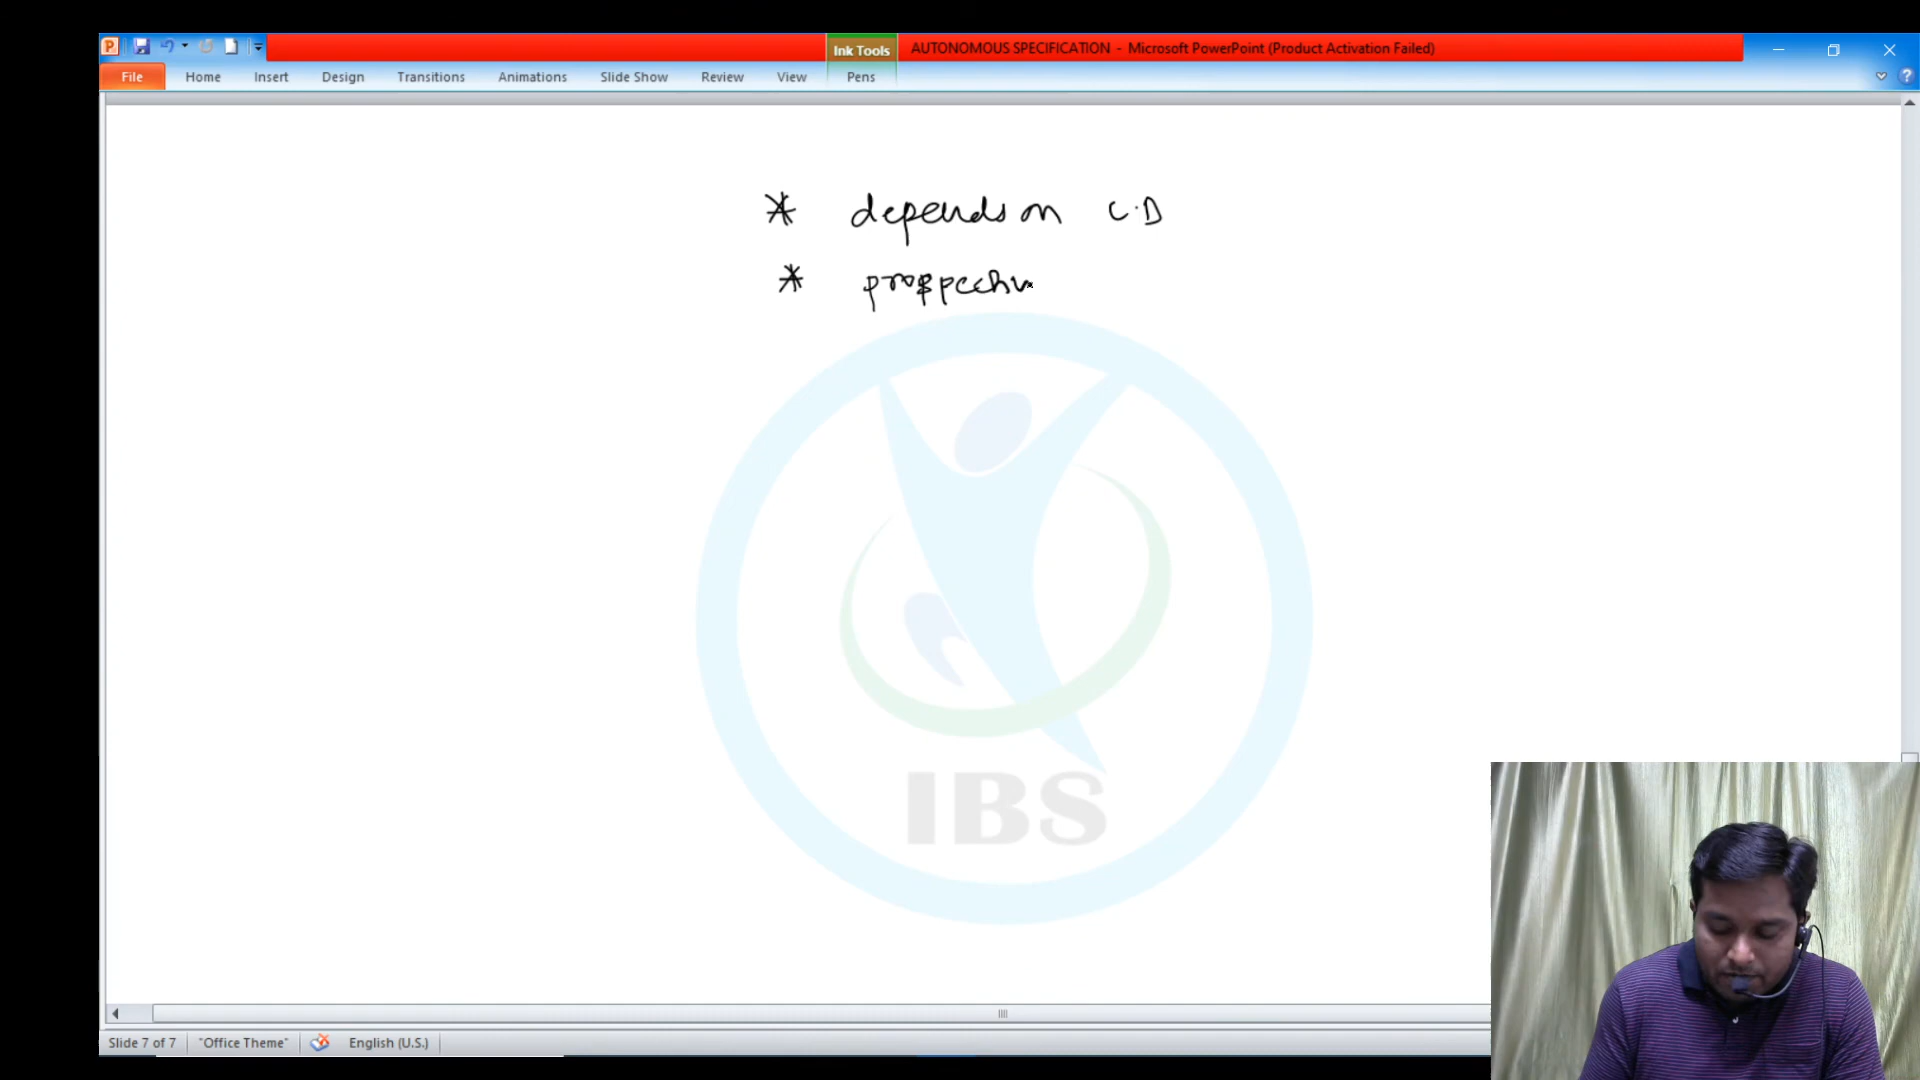 Ink Tools AUTONOMOUS SPECIFICATION - Microsoft PowerPoint (Product Activation Failed)
File Home Insert Design Transitions Animations Slide Show Review View Pens
* depends on C.D
*
IBS
Slide 7 of 7 "Office Theme" English (U.S.)